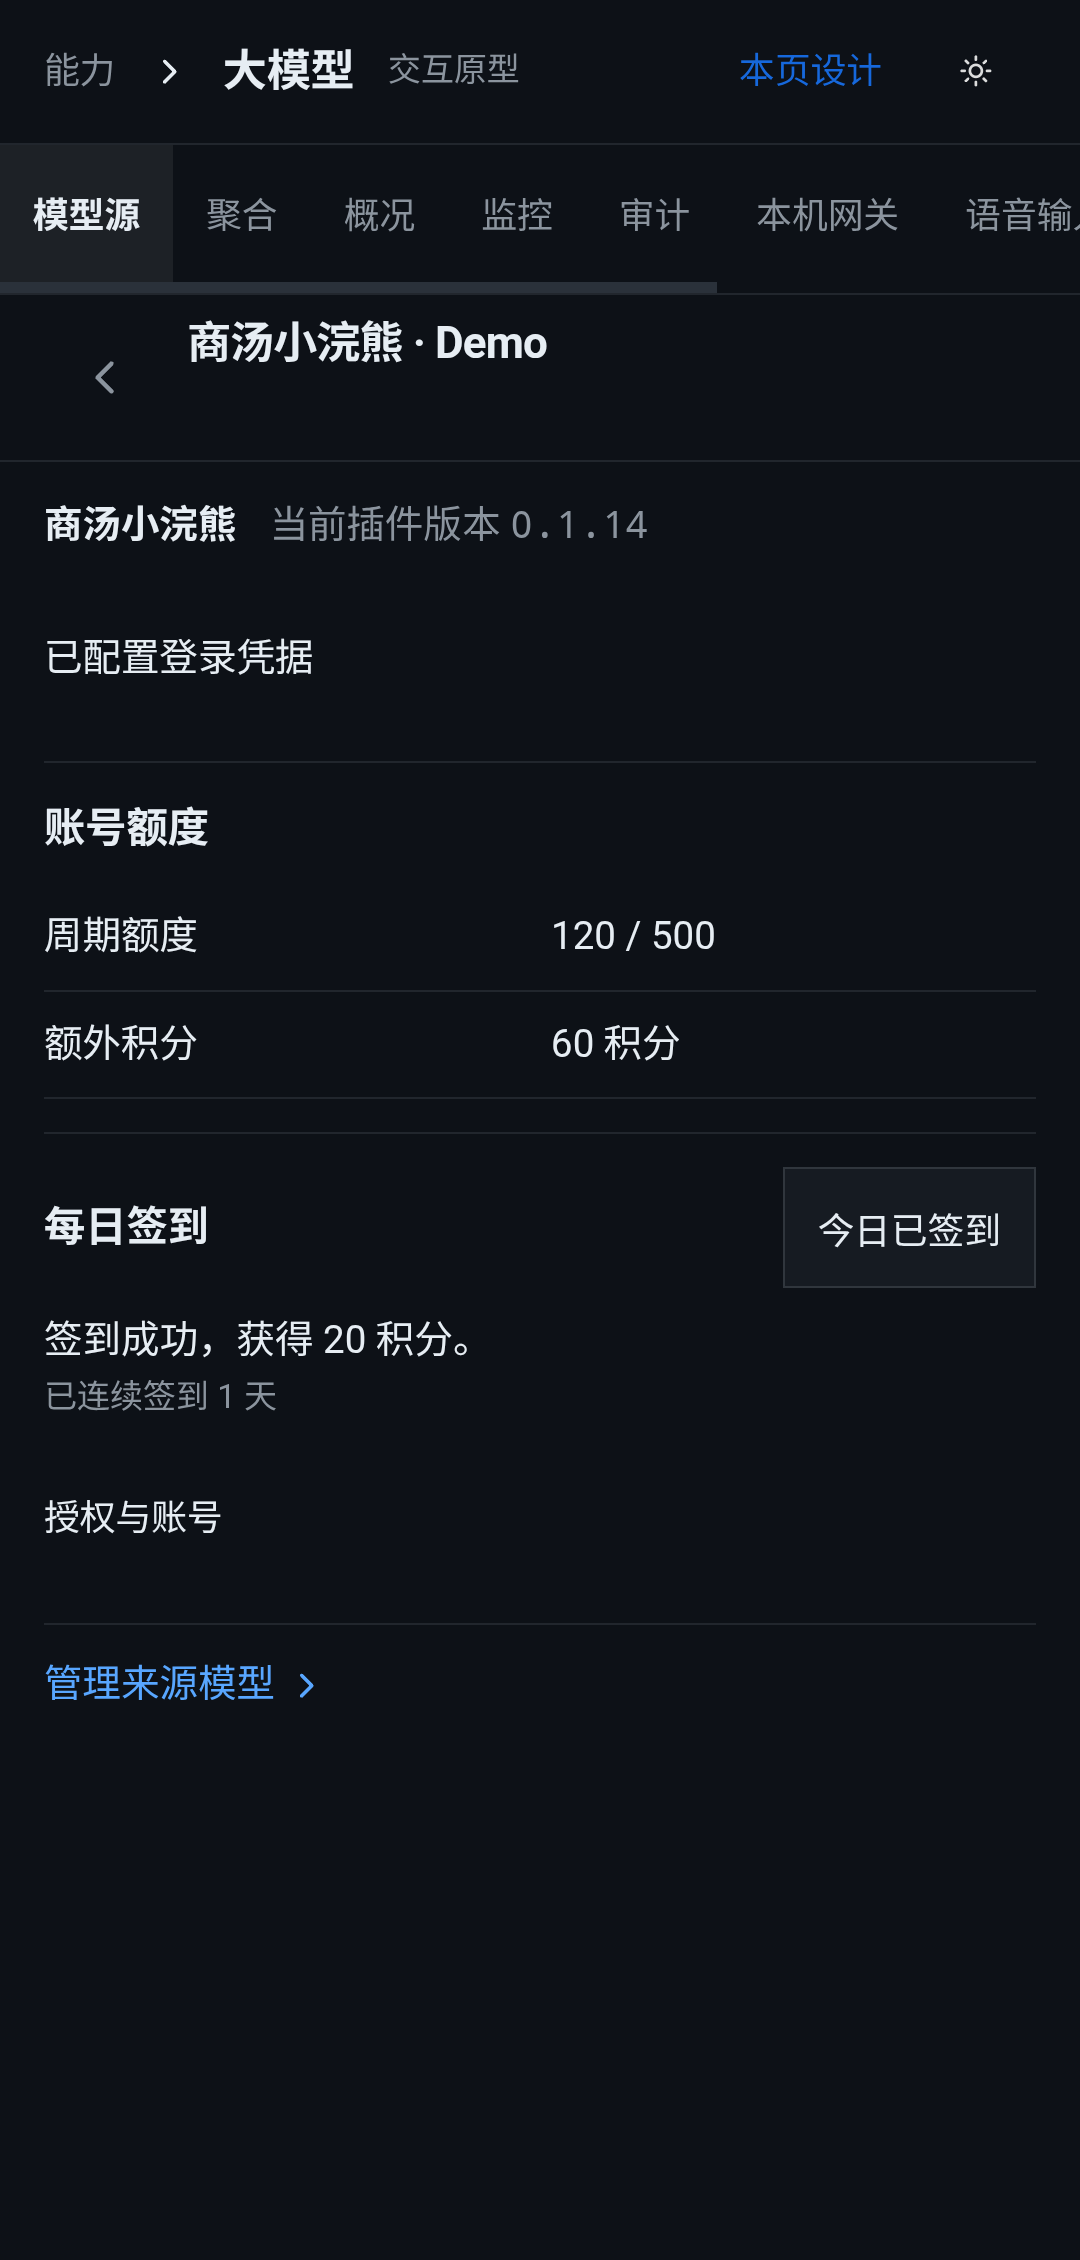 能力 > 大模型 交互原型 本页设计
模型源 聚合 概况 监控 审计 本机网关 语音输
商汤小浣熊 · Demo
商汤小浣熊 当前插件版本 0.1.14
已配置登录凭据
账号额度
周期额度 120 / 500
额外积分 60 积分
每日签到 今日已签到
签到成功，获得 20 积分。
已连续签到 1 天
授权与账号
管理来源模型 >